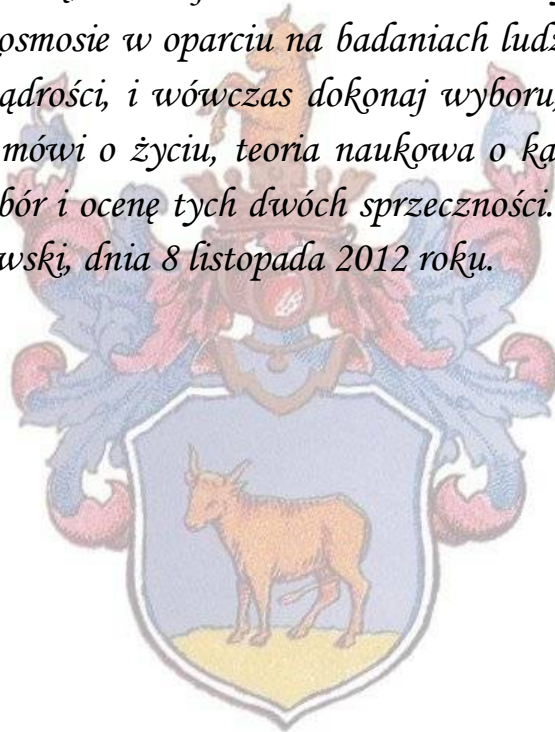 osmosie w oparciu na badaniach ludz
ądrości, i wówczas dokonaj wyboru,
mówi o życiu, teoria naukowa o ka
bór i ocenę tych dwóch sprzeczności.
wski, dnia 8 listopada 2012 roku.